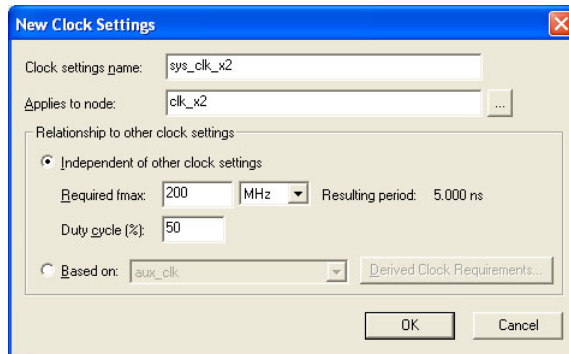 New Clock Settings
Clock settings name: sys_clk_x2
Applies to node: clk_x2 ...
Relationship to other clock settings
Independent of other clock settings
Required fmax: 200 MHz Resulting period: 5.000 ns
Duty cycle (%): 50
Based on: aux_clk Derived Clock Requirements...
OK Cancel